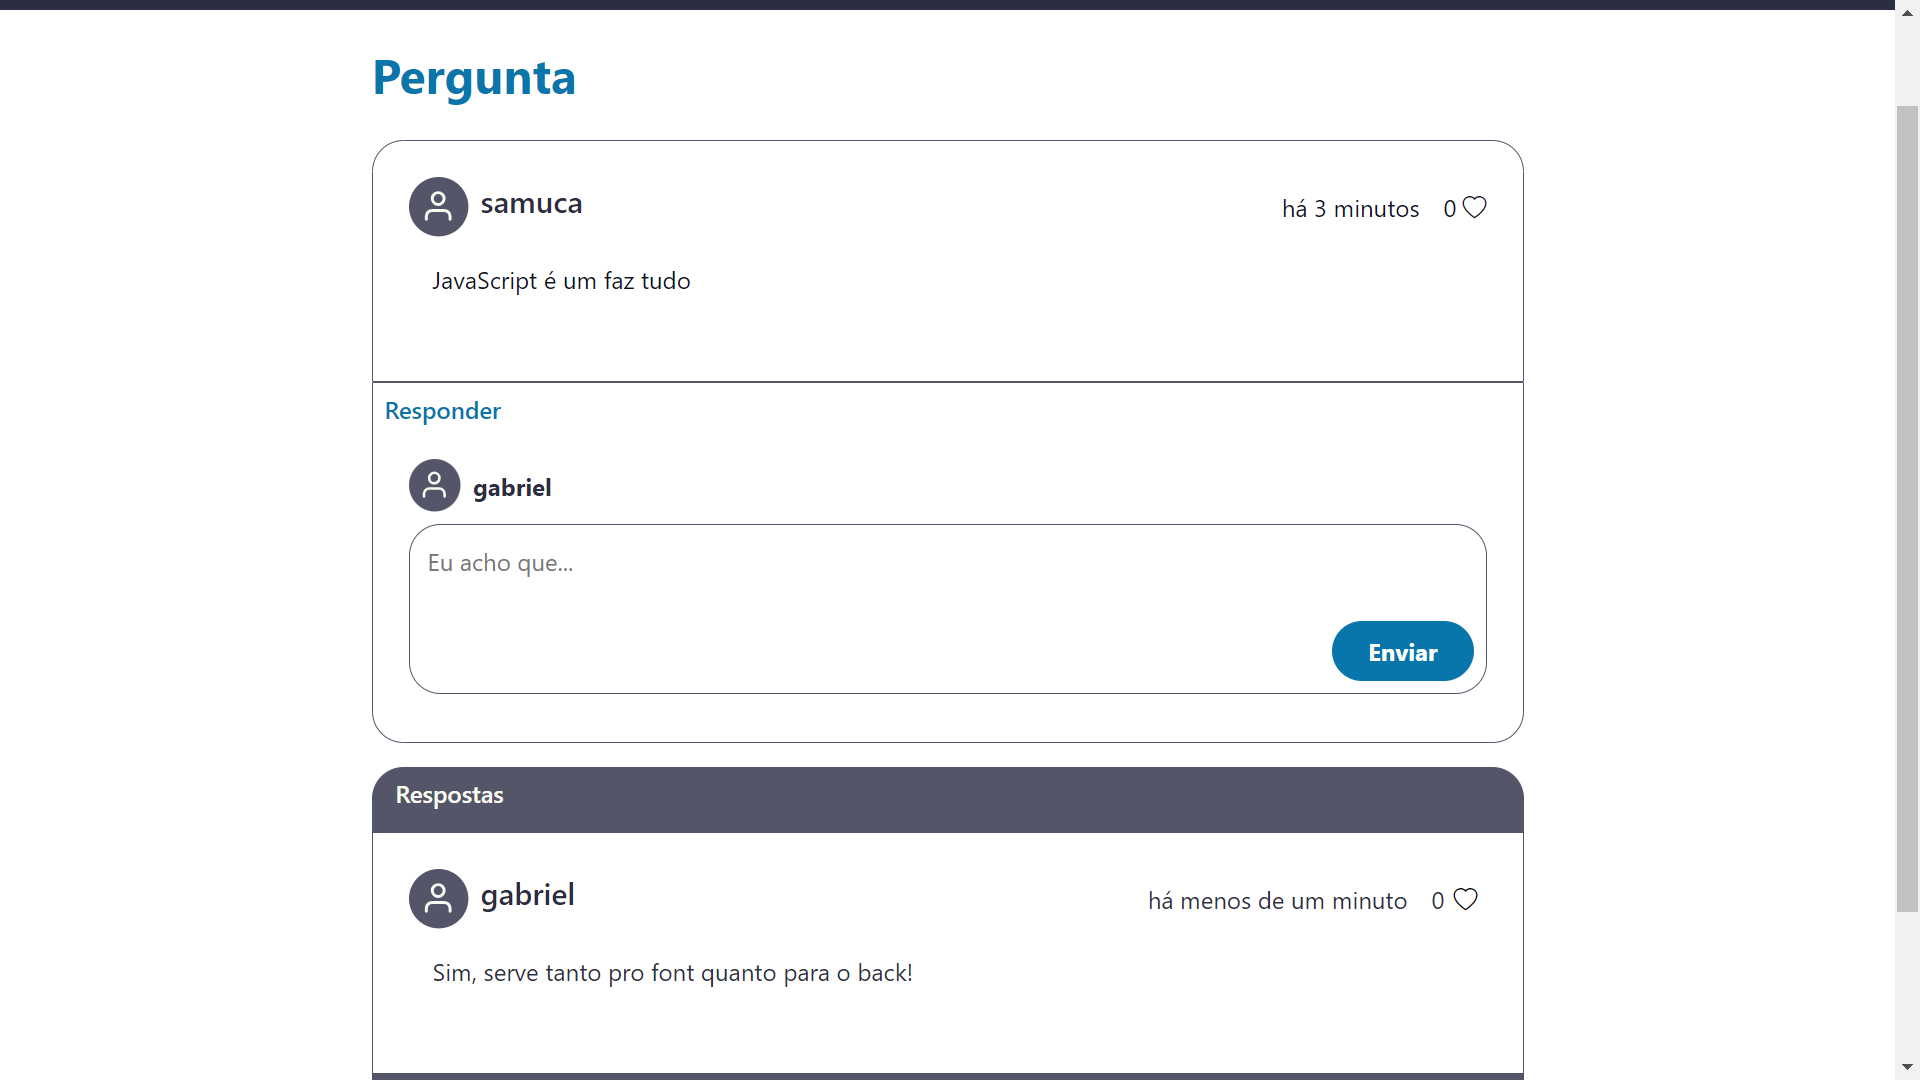 Pergunta
samuca
há 3 minutos 0
JavaScript é um faz tudo
Responder
gabriel
Eu acho que...
Enviar
Respostas
gabriel
há menos de um minuto 0
Sim, serve tanto pro font quanto para o back!